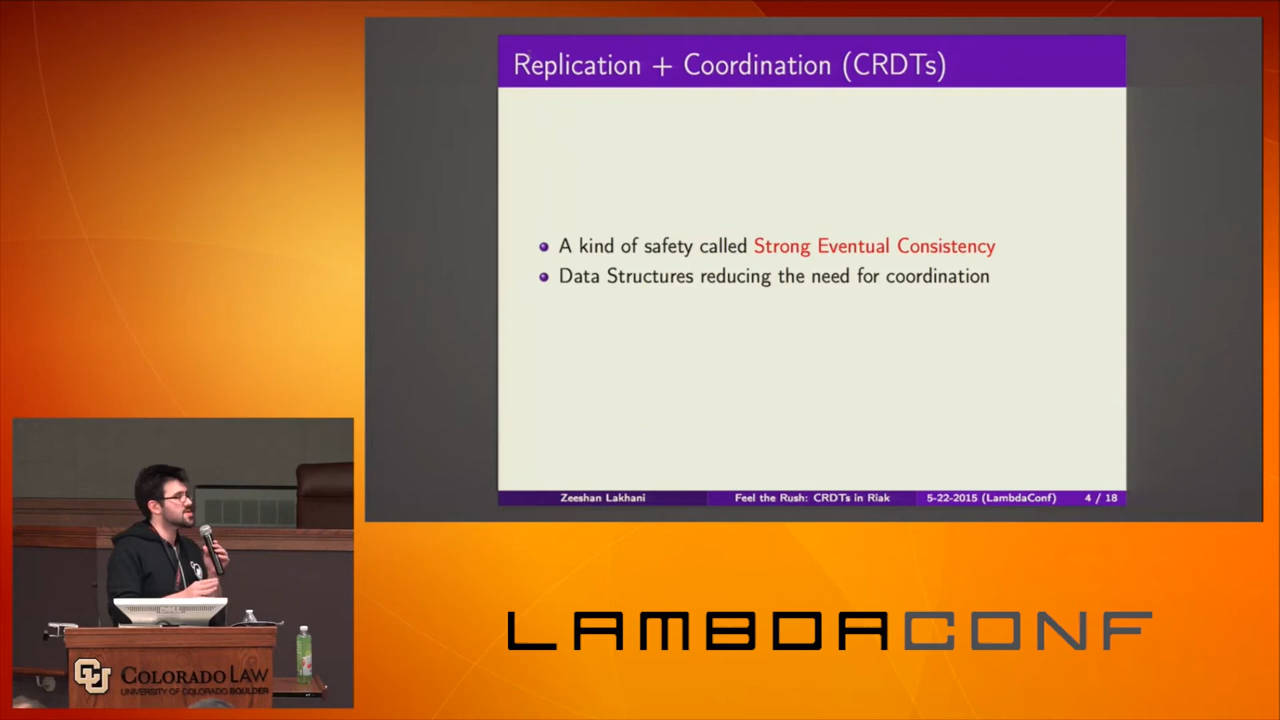 Replication + Coordination (CRDTs)
A kind of safety called Strong Eventual Consistency
Data Structures reducing the need for coordination
Zeeshan Lakhani
Feel the Rush: CRDTs in Riak
5-22-2015 (LambdaConf)
4 / 18
DELL
CU
COLORADO LAW
UNIVERSITY OF COLORADO BOULDER
LAMBDACONF